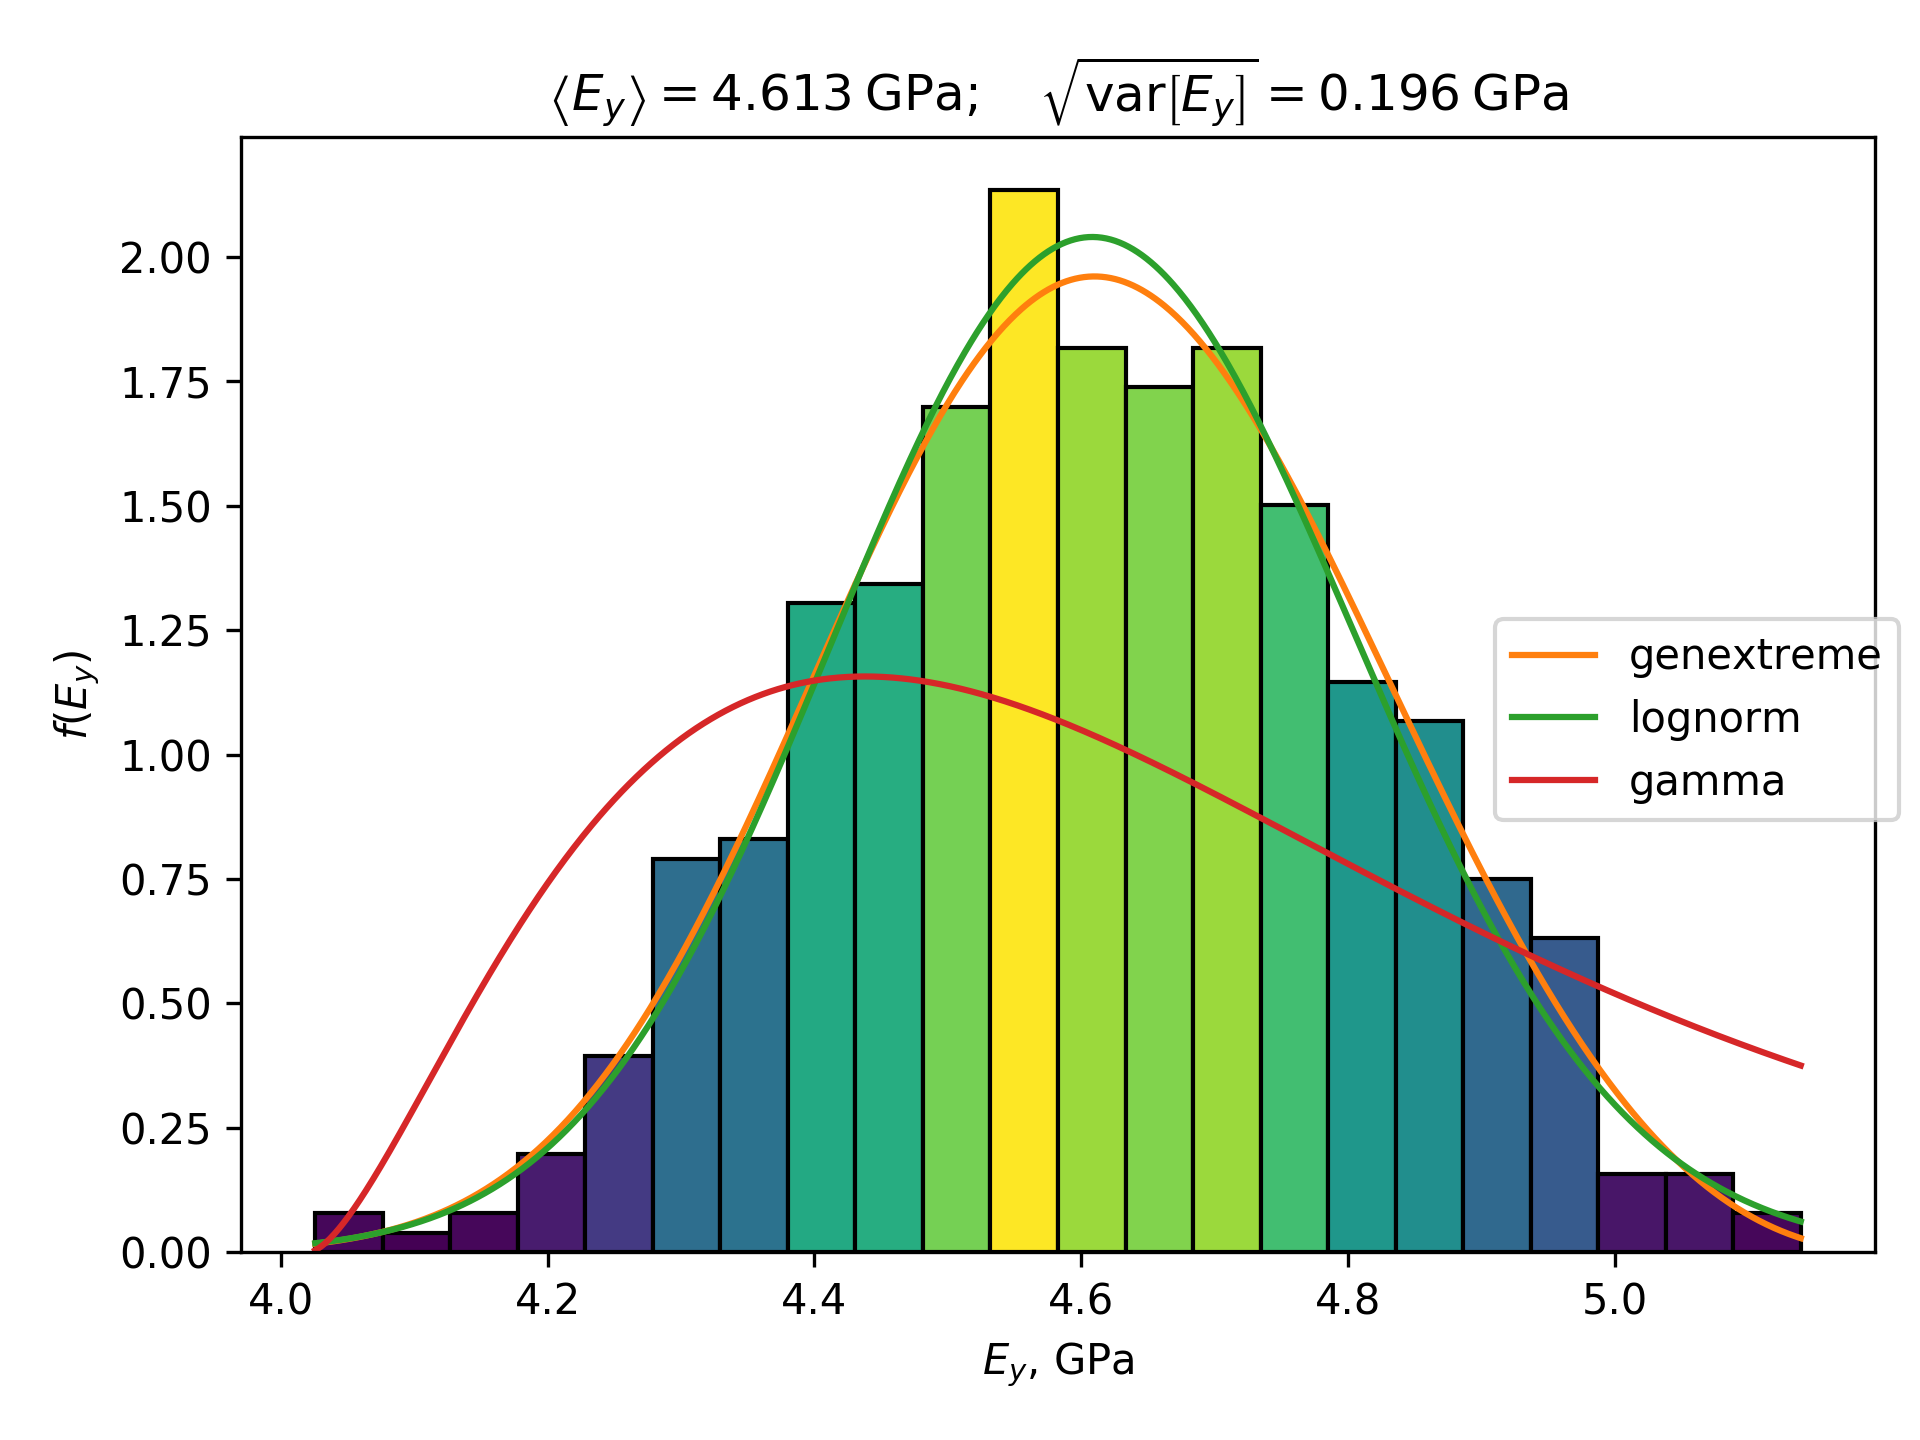 ⟨E_y⟩ = 4.613 GPa; √var[E_y] = 0.196 GPa
f(E_y)
2.00
1.75
1.50
1.25
1.00
0.75
0.50
0.25
0.00
genextreme
lognorm
gamma
4.0 4.2 4.4 4.6 4.8 5.0
E_y, GPa